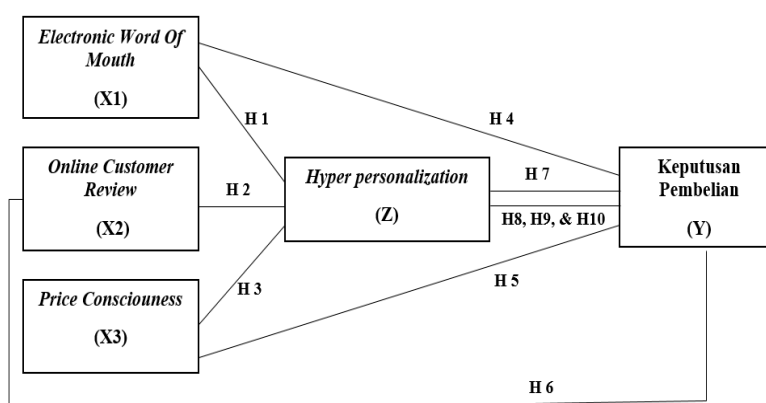 Electronic Word Of
Mouth
(X1)
H 1
H 4
Online Customer
Review
(X2)
H 2
Hyper personalization
(Z)
H 7
H8, H9, & H10
Keputusan
Pembelian
(Y)
Price Consciouness
(X3)
H 3
H 5
H 6